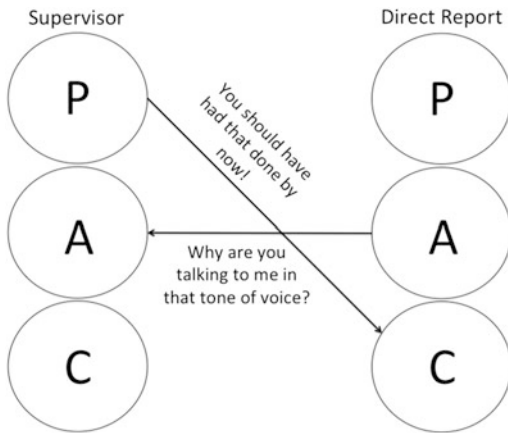 Supervisor
Direct Report
P
P
You should have
had that done by
now!
A
A
Why are you
talking to me in
that tone of voice?
C
C